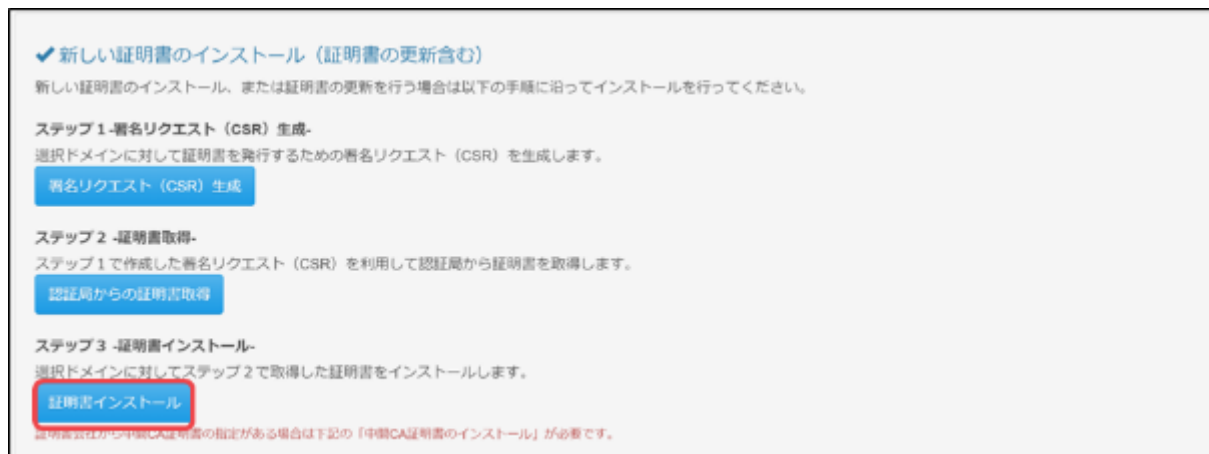 ✔新しい証明書のインストール（証明書の更新含む）
新しい証明書のインストール、または証明書の更新を行う場合は以下の手順に沿ってインストールを行ってください。
ステップ１-署名リクエスト（CSR）生成-
選択ドメインに対して証明書を発行するための署名リクエスト（CSR）を生成します。
署名リクエスト（CSR）生成
ステップ２ -証明書取得-
ステップ１で作成した署名リクエスト（CSR）を利用して認証局から証明書を取得します。
認証局からの証明書取得
ステップ３ -証明書インストール-
選択ドメインに対してステップ２で取得した証明書をインストールします。
証明書インストール
証明書会社から中間CA証明書の指定がある場合は下記の「中間CA証明書のインストール」が必要です。